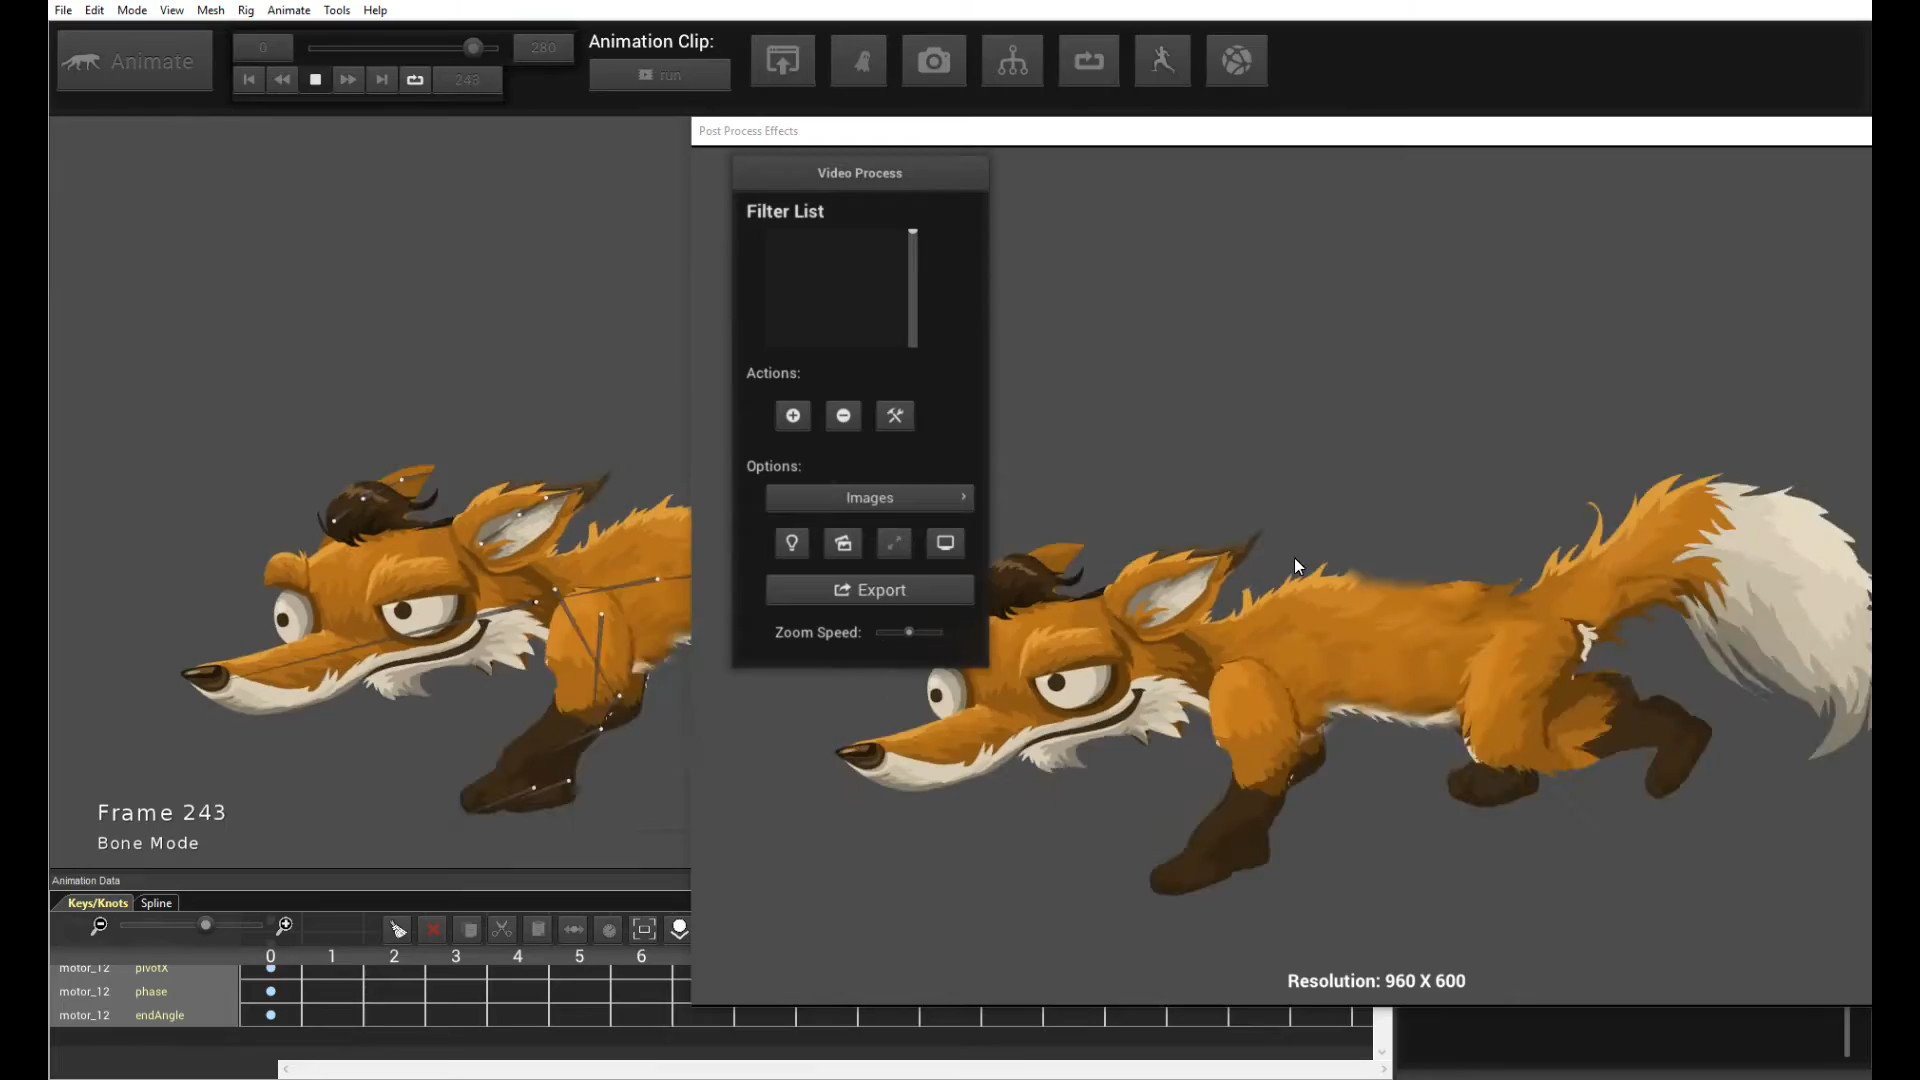 File Edit Mode View Mesh Rig Animate Tools Help
Animate
0 280
243
Animation Clip:
run
Post Process Effects
Video Process
Filter List
Actions:
Options:
Images
Export
Zoom Speed:
Frame 243
Bone Mode
Resolution: 960 X 600
Animation Data
Keys/Knots Spline
0 1 2 3 4 5 6
motor_12 pivotX
motor_12 phase
motor_12 endAngle